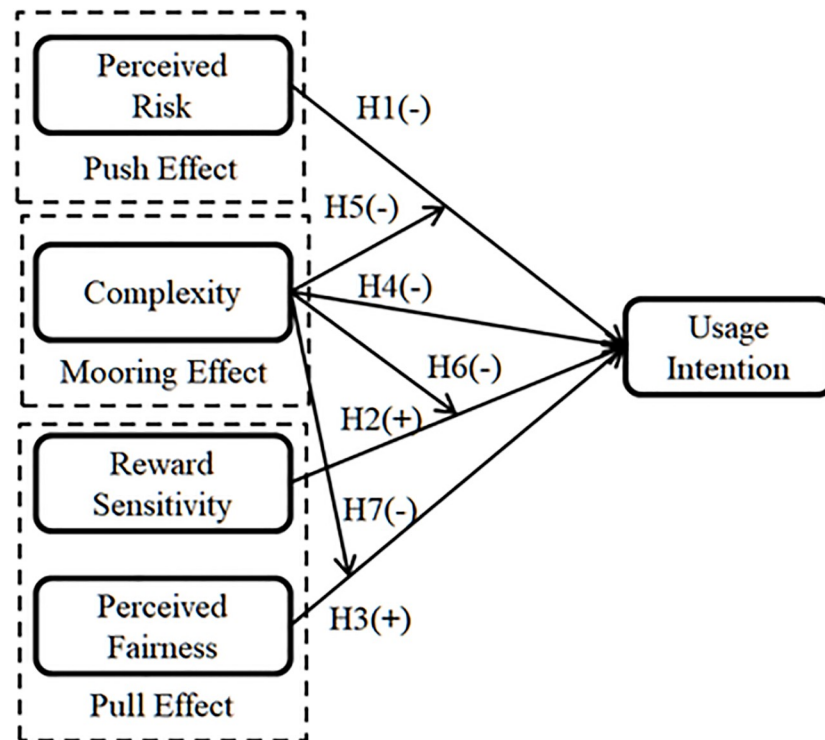 Perceived
Risk
Push Effect
H1(-)
H5(-)
Complexity
Mooring Effect
H4(-)
H6(-)
Usage
Intention
H2(+)
Reward
Sensitivity
H7(-)
Perceived
Fairness
H3(+)
Pull Effect